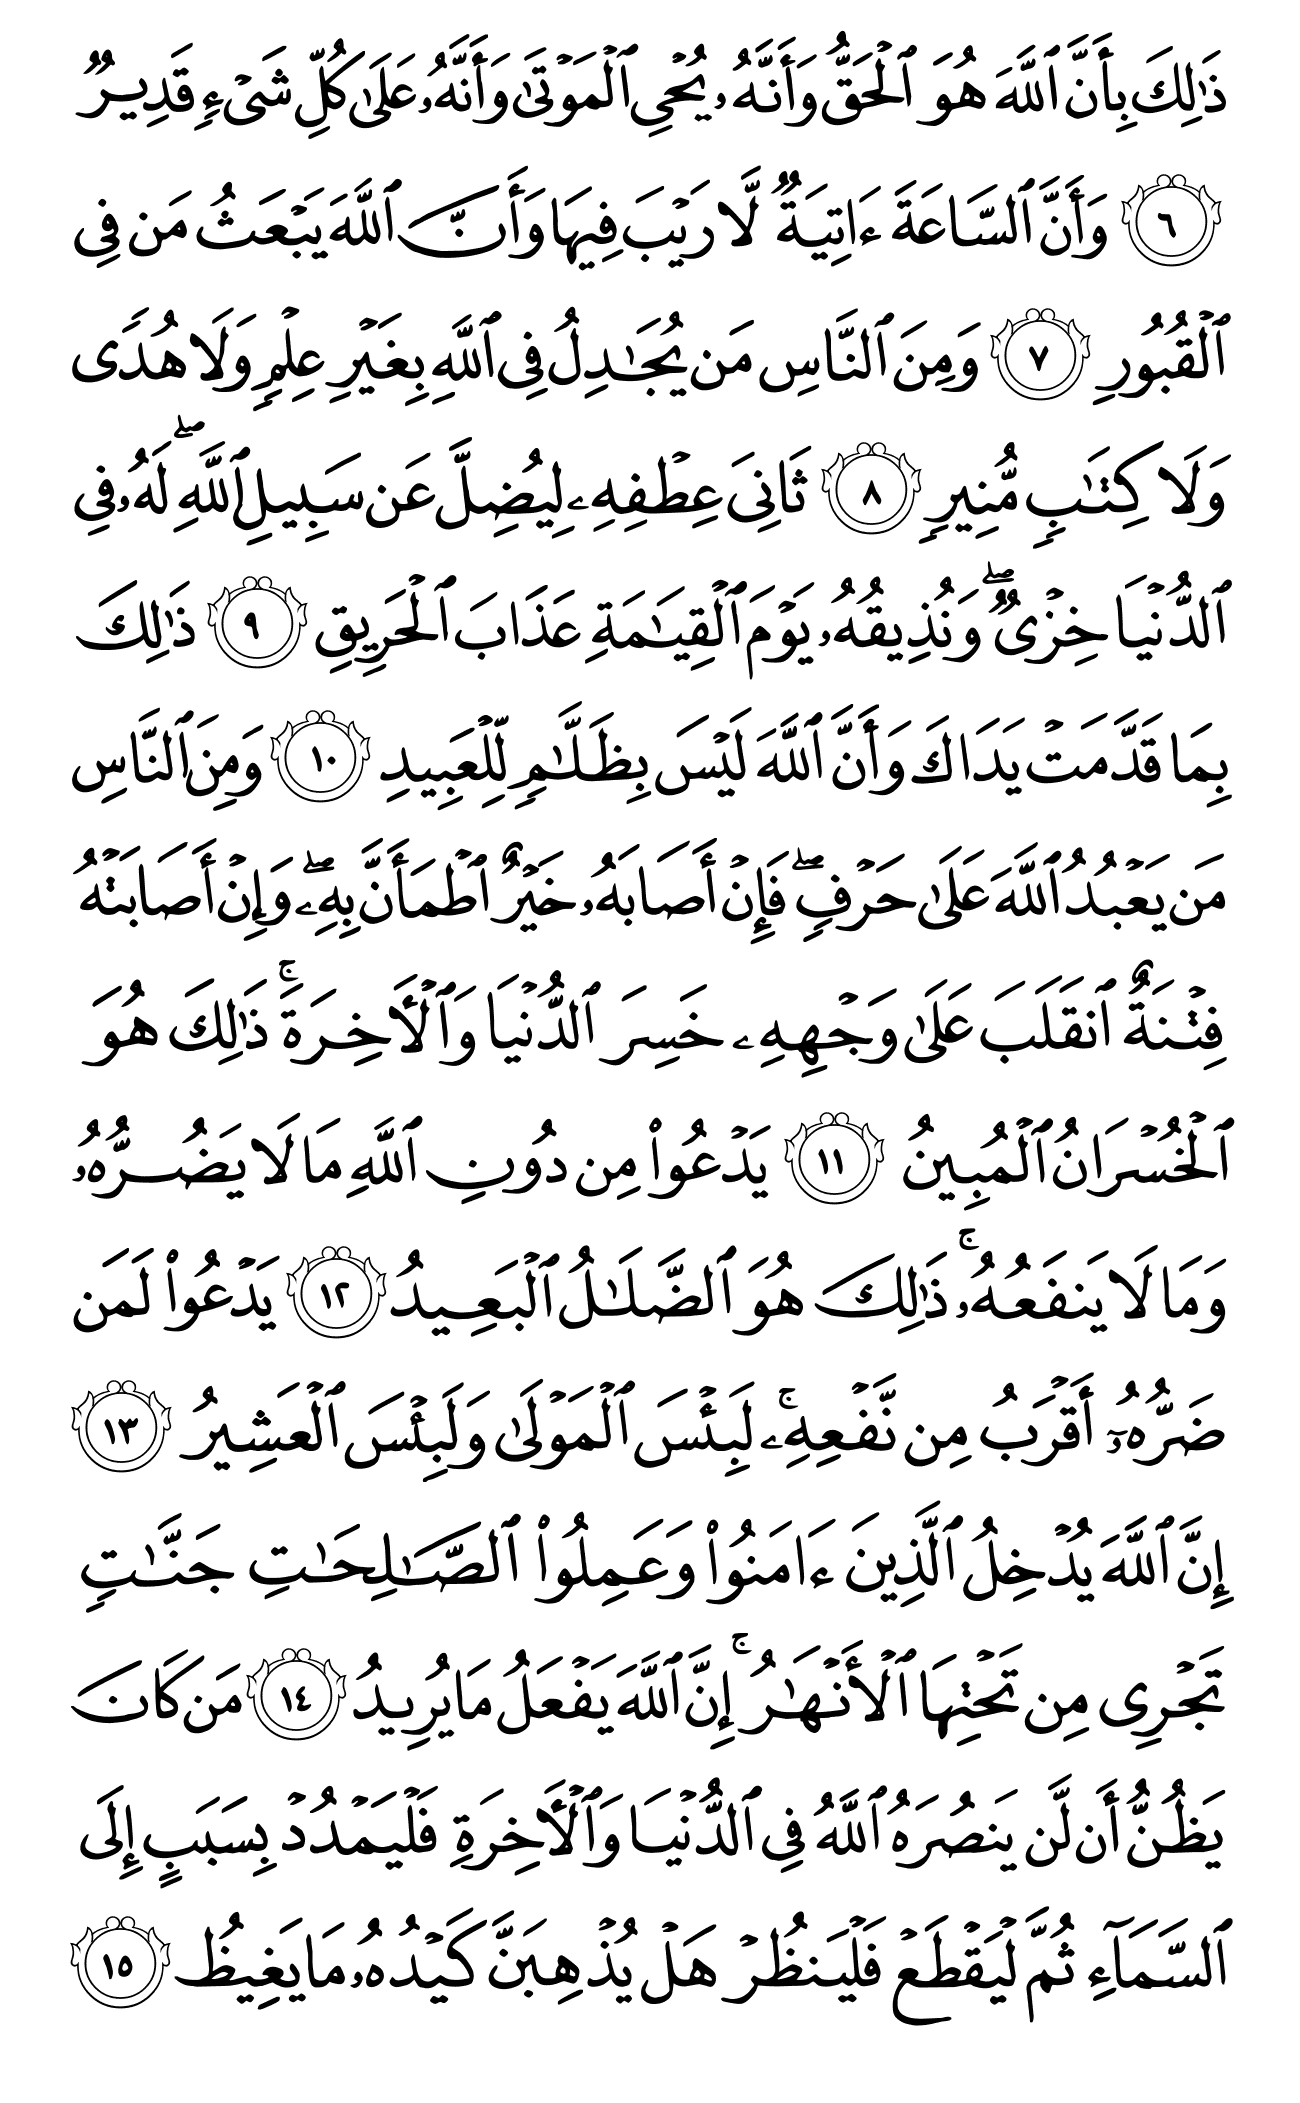 ذَٰلِكَ بِأَنَّ ٱللَّهَ هُوَ ٱلْحَقُّ وَأَنَّهُۥ يُحْىِ ٱلْمَوْتَىٰ وَأَنَّهُۥ عَلَىٰ كُلِّ شَىْءٍ قَدِيرٌ
٦ وَأَنَّ ٱلسَّاعَةَ ءَاتِيَةٌ لَّا رَيْبَ فِيهَا وَأَنَّ ٱللَّهَ يَبْعَثُ مَن فِى
ٱلْقُبُورِ ٧ وَمِنَ ٱلنَّاسِ مَن يُجَـٰدِلُ فِى ٱللَّهِ بِغَيْرِ عِلْمٍ وَلَا هُدًى
وَلَا كِتَـٰبٍ مُّنِيرٍ ٨ ثَانِىَ عِطْفِهِۦ لِيُضِلَّ عَن سَبِيلِ ٱللَّهِ ۖ لَهُۥ فِى
ٱلدُّنْيَا خِزْىٌ ۖ وَنُذِيقُهُۥ يَوْمَ ٱلْقِيَـٰمَةِ عَذَابَ ٱلْحَرِيقِ ٩ ذَٰلِكَ
بِمَا قَدَّمَتْ يَدَاكَ وَأَنَّ ٱللَّهَ لَيْسَ بِظَلَّـٰمٍ لِّلْعَبِيدِ ١٠ وَمِنَ ٱلنَّاسِ
مَن يَعْبُدُ ٱللَّهَ عَلَىٰ حَرْفٍ ۖ فَإِنْ أَصَابَهُۥ خَيْرٌ ٱطْمَأَنَّ بِهِۦ ۖ وَإِنْ أَصَابَتْهُ
فِتْنَةٌ ٱنقَلَبَ عَلَىٰ وَجْهِهِۦ خَسِرَ ٱلدُّنْيَا وَٱلْـَٔاخِرَةَ ۚ ذَٰلِكَ هُوَ
ٱلْخُسْرَانُ ٱلْمُبِينُ ١١ يَدْعُوا۟ مِن دُونِ ٱللَّهِ مَا لَا يَضُرُّهُۥ
وَمَا لَا يَنفَعُهُۥ ۚ ذَٰلِكَ هُوَ ٱلضَّلَـٰلُ ٱلْبَعِيدُ ١٢ يَدْعُوا۟ لَمَن
ضَرُّهُۥٓ أَقْرَبُ مِن نَّفْعِهِۦ ۚ لَبِئْسَ ٱلْمَوْلَىٰ وَلَبِئْسَ ٱلْعَشِيرُ ١٣
إِنَّ ٱللَّهَ يُدْخِلُ ٱلَّذِينَ ءَامَنُوا۟ وَعَمِلُوا۟ ٱلصَّـٰلِحَـٰتِ جَنَّـٰتٍ
تَجْرِى مِن تَحْتِهَا ٱلْأَنْهَـٰرُ ۚ إِنَّ ٱللَّهَ يَفْعَلُ مَا يُرِيدُ ١٤ مَن كَانَ
يَظُنُّ أَن لَّن يَنصُرَهُ ٱللَّهُ فِى ٱلدُّنْيَا وَٱلْـَٔاخِرَةِ فَلْيَمْدُدْ بِسَبَبٍ إِلَى
ٱلسَّمَآءِ ثُمَّ لْيَقْطَعْ فَلْيَنظُرْ هَلْ يُذْهِبَنَّ كَيْدُهُۥ مَا يَغِيظُ ١٥